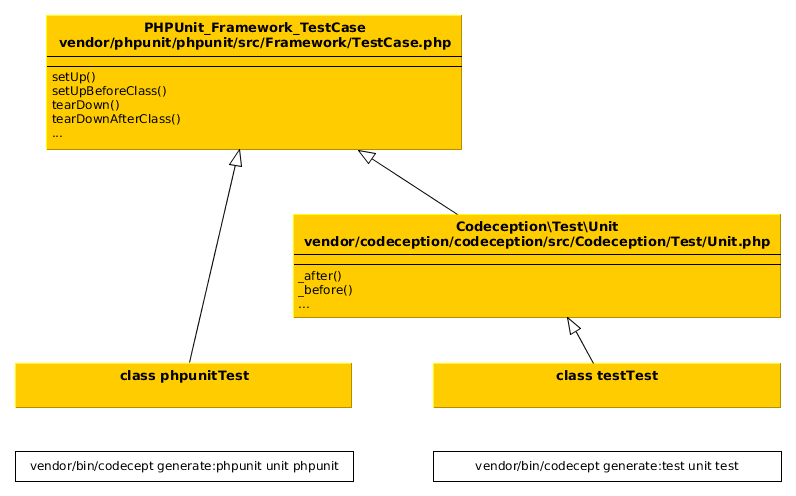 PHPUnit_Framework_TestCase
vendor/phpunit/phpunit/src/Framework/TestCase.php
setUp()
setUpBeforeClass()
tearDown()
tearDownAfterClass()
...
Codeception\Test\Unit
vendor/codeception/codeception/src/Codeception/Test/Unit.php
_after()
_before()
...
class phpunitTest
class testTest
vendor/bin/codecept generate:phpunit unit phpunit
vendor/bin/codecept generate:test unit test